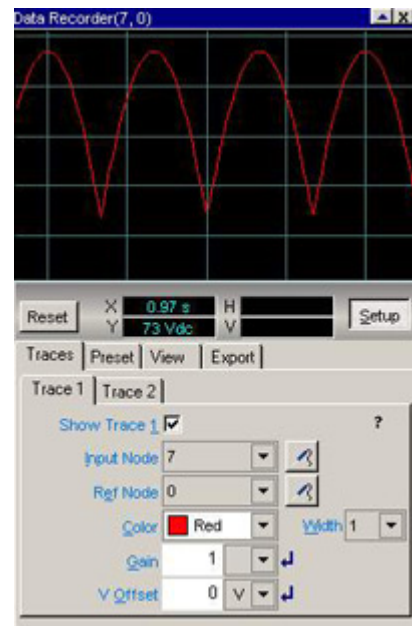 Data Recorder(7, 0)
X
Reset X 0.97 s H Setup
Y 73 Vdc V
Traces Preset View Export
Trace 1 Trace 2
Show Trace 1 ?
Input Node 7
Ref Node 0
Color Red Width 1
Gain 1
V Offset 0 V